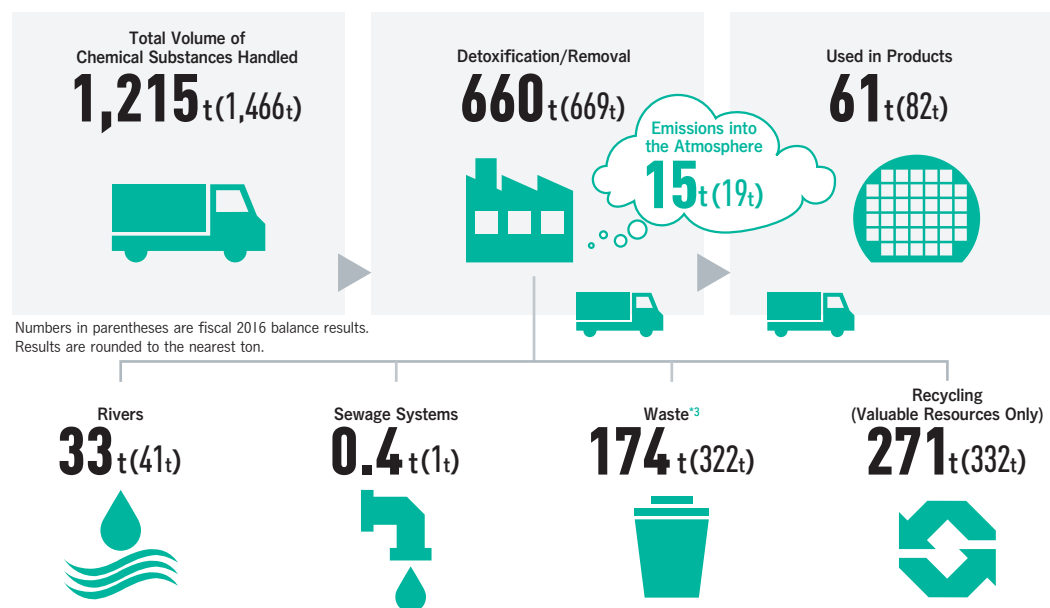 Total Volume of
Chemical Substances Handled
1,215t(1,466t)
Detoxification/Removal
660t(669t)
Emissions into
the Atmosphere
15t(19t)
Used in Products
61t(82t)
Numbers in parentheses are fiscal 2016 balance results.
Results are rounded to the nearest ton.
Rivers
33t(41t)
Sewage Systems
0.4t(1t)
Waste*3
174t(322t)
Recycling
(Valuable Resources Only)
271t(332t)